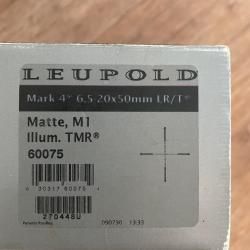 LEUPOLD
Mark 4® 6.5-20x50mm LR/T®
Matte, M1
Illum. TMR®
60075
270448U